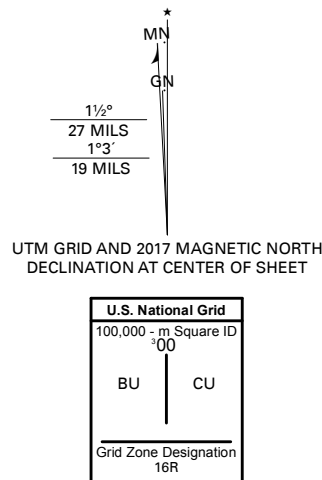 ★
MN
GN
1½°
27 MILS
1°3´
19 MILS
UTM GRID AND 2017 MAGNETIC NORTH
DECLINATION AT CENTER OF SHEET
U.S. National Grid
100,000 - m Square ID
³00
BU CU
Grid Zone Designation
16R